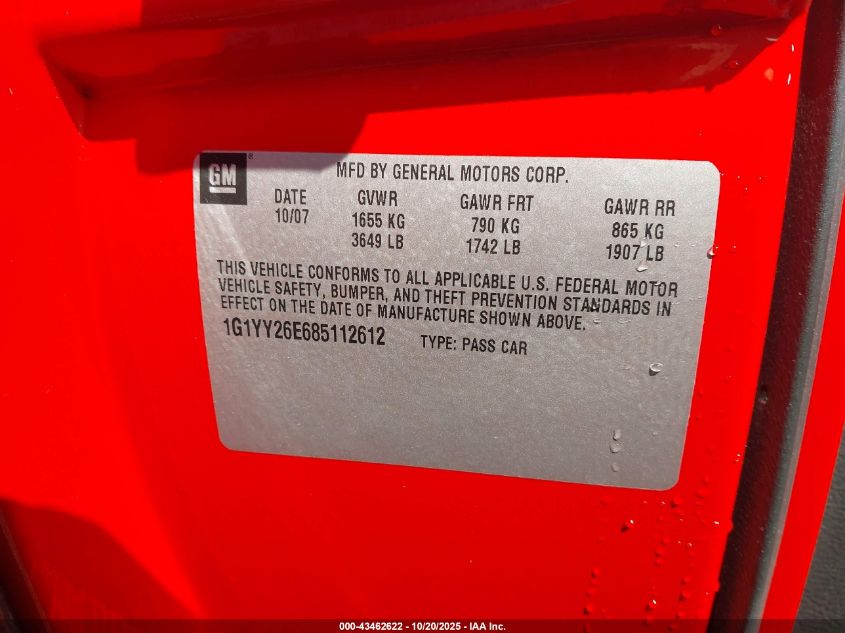 GM ®
MFD BY GENERAL MOTORS CORP.
DATE GVWR GAWR FRT GAWR RR
10/07 1655 KG 790 KG 865 KG
3649 LB 1742 LB 1907 LB
THIS VEHICLE CONFORMS TO ALL APPLICABLE U.S. FEDERAL MOTOR
VEHICLE SAFETY, BUMPER, AND THEFT PREVENTION STANDARDS IN
EFFECT ON THE DATE OF MANUFACTURE SHOWN ABOVE.
1G1YY26E685112612 TYPE: PASS CAR
000-43462622 - 10/20/2025 - IAA Inc.